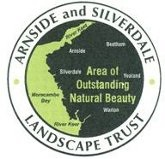 ARNSIDE and SILVERDALE
River Kent
Arnside
Beetham
Silverdale
Area of
Yealand
Outstanding
Natural Beauty
Morecambe
Bay
Warton
River Keer
LANDSCAPE TRUST